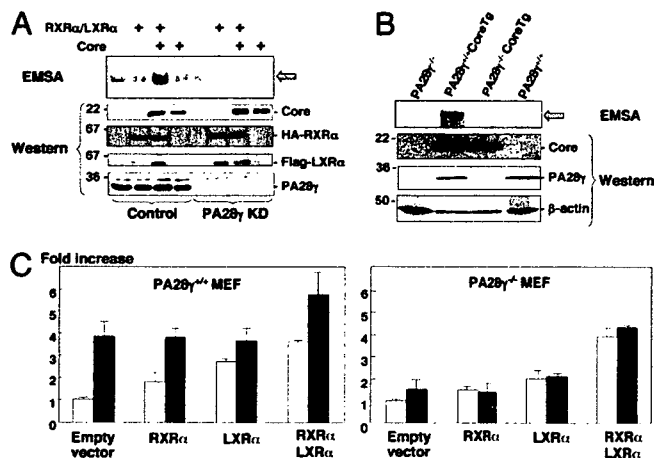 A
RXRα/LXRα + + + +
Core + + + +
EMSA
22
Core
67
HA-RXRα
67
Flag-LXRα
36
PA28γ
Western
Control PA28γ KD
B
PA28γ-/-
PA28γ+/+CoreTg
PA28γ-/-CoreTg
PA28γ+/+
EMSA
22
Core
36
PA28γ
50
β-actin
Western
C
Fold increase
PA28γ+/+ MEF
6
5
4
3
2
1
0
Empty vector
RXRα
LXRα
RXRα LXRα
PA28γ-/- MEF
6
5
4
3
2
1
0
Empty vector
RXRα
LXRα
RXRα LXRα